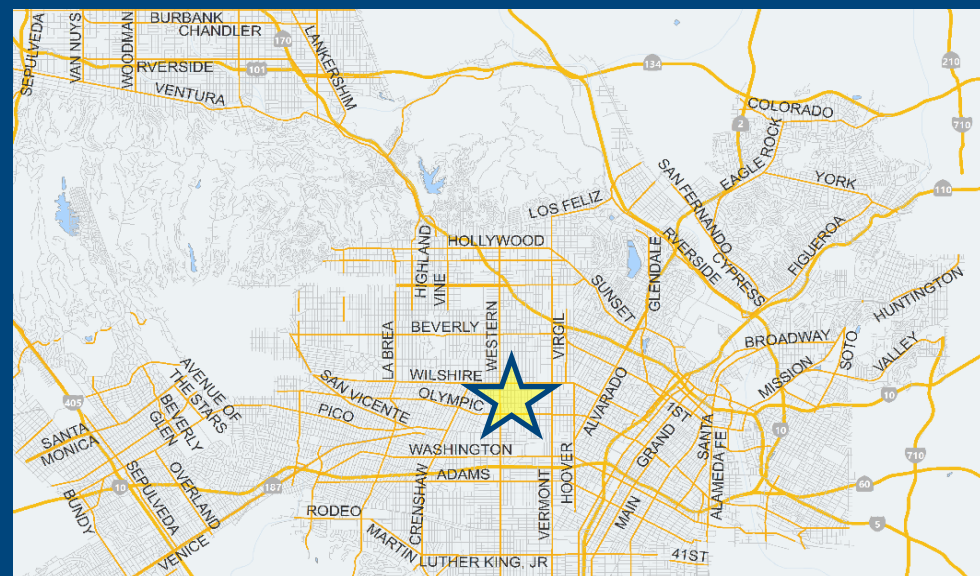 BURBANK
CHANDLER
SEPULVEDA
VAN NUYS
WOODMAN
170
LANKERSHIM
RVERSIDE
101
VENTURA
134
210
COLORADO
2
710
EAGLE ROCK
YORK
110
SAN FERNANDO
LOS FELIZ
FIGUEROA
HOLLYWOOD
HIGHLAND
VINE
GLENDALE
RVERSIDE
CYPRESS
SUNSET
HUNTINGTON
BEVERLY
LA BREA
WESTERN
VIRGIL
BROADWAY
SOTO
VALLEY
MISSION
WILSHIRE
OLYMPIC
SAN VICENTE
PICO
AVENUE OF
THE STARS
BEVERLY
GLEN
405
SANTA
MONICA
ALVARADO
1ST
GRAND
SANTA
FE
ALAMEDA
10
10
WASHINGTON
ADAMS
CRENSHAW
VERMONT
HOOVER
710
60
5
10
187
SEPULVEDA
OVERLAND
BUNDY
VENICE
RODEO
MARTIN
LUTHER KING, JR
MAIN
41ST